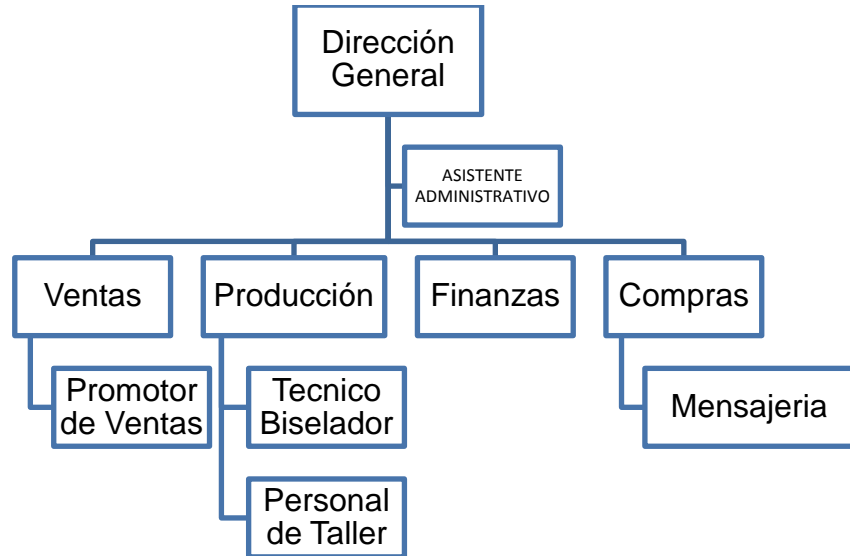 Dirección
General
ASISTENTE
ADMINISTRATIVO
Ventas
Producción
Finanzas
Compras
Promotor
de Ventas
Tecnico
Biselador
Mensajeria
Personal
de Taller